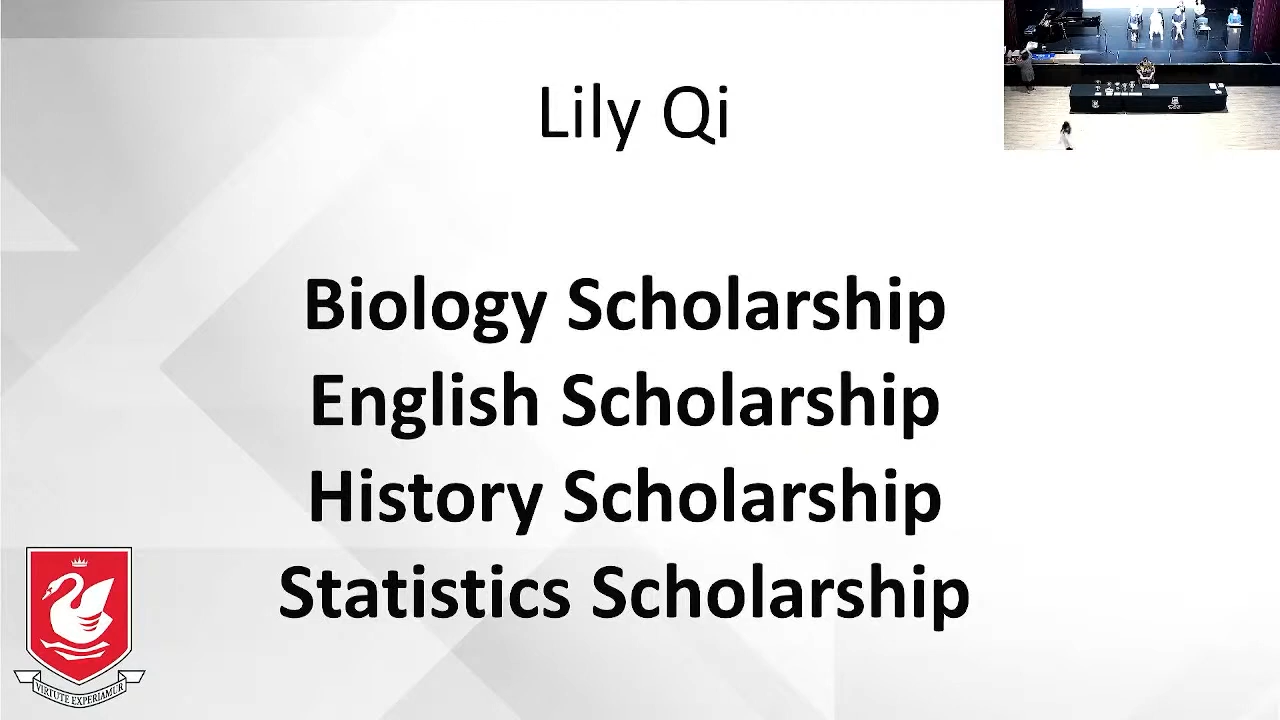 Lily Qi
Biology Scholarship
English Scholarship
History Scholarship
Statistics Scholarship
VIRTUTE EXPERIAMUR